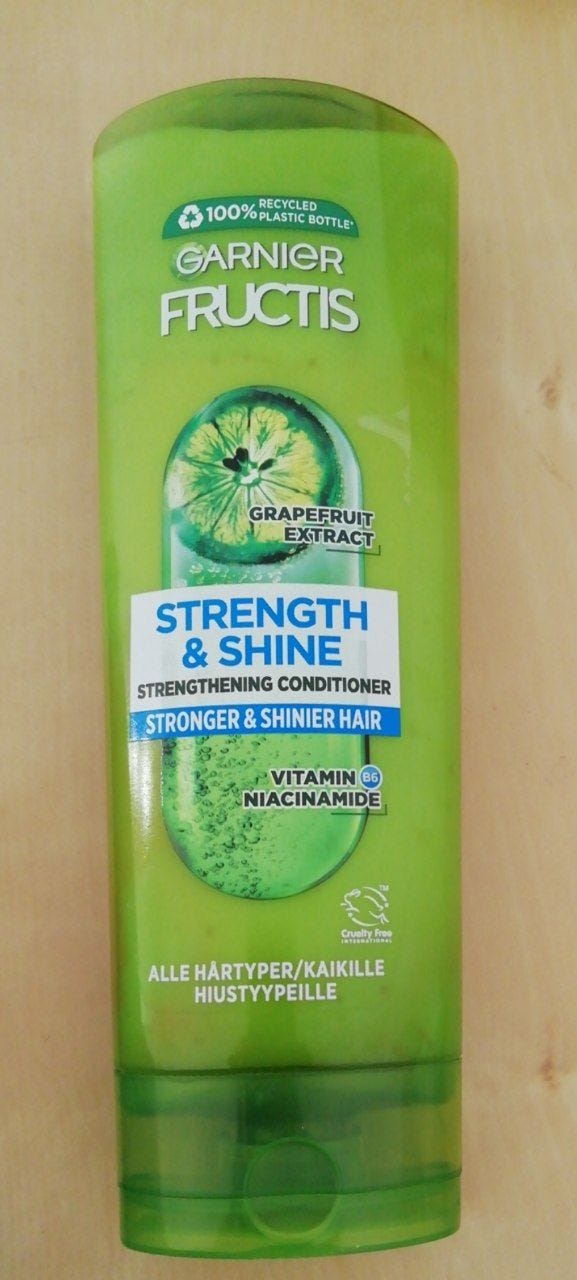 100% RECYCLED
PLASTIC BOTTLE*
GARNIER
FRUCTIS
GRAPEFRUIT
EXTRACT
STRENGTH
& SHINE
STRENGTHENING CONDITIONER
STRONGER & SHINIER HAIR
VITAMIN B6
NIACINAMIDE
TM
Cruelty Free
INTERNATIONAL
ALLE HÅRTYPER/KAIKILLE
HIUSTYYPEILLE